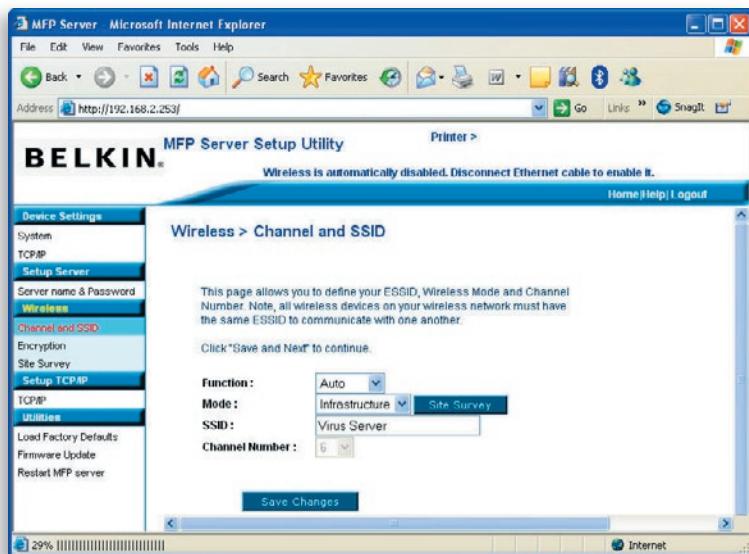 MFP Server - Microsoft Internet Explorer
File Edit View Favorites Tools Help
Back Search Favorites
Address http://192.168.2.253/ Go Links » SnagIt
BELKIN.
MFP Server Setup Utility
Printer >
Wireless is automatically disabled. Disconnect Ethernet cable to enable it.
Home|Help| Logout
Device Settings
System
TCP/IP
Setup Server
Server name & Password
Wireless
Channel and SSID
Encryption
Site Survey
Setup TCP/IP
TCP/IP
Utilities
Load Factory Defaults
Firmware Update
Restart MFP server
Wireless > Channel and SSID
This page allows you to define your ESSID, Wireless Mode and Channel
Number. Note, all wireless devices on your wireless network must have
the same ESSID to communicate with one another.
Click "Save and Next" to continue.
Function : Auto
Mode : Infrastructure Site Survey
SSID : Virus Server
Channel Number : 6
Save Changes
29% Internet